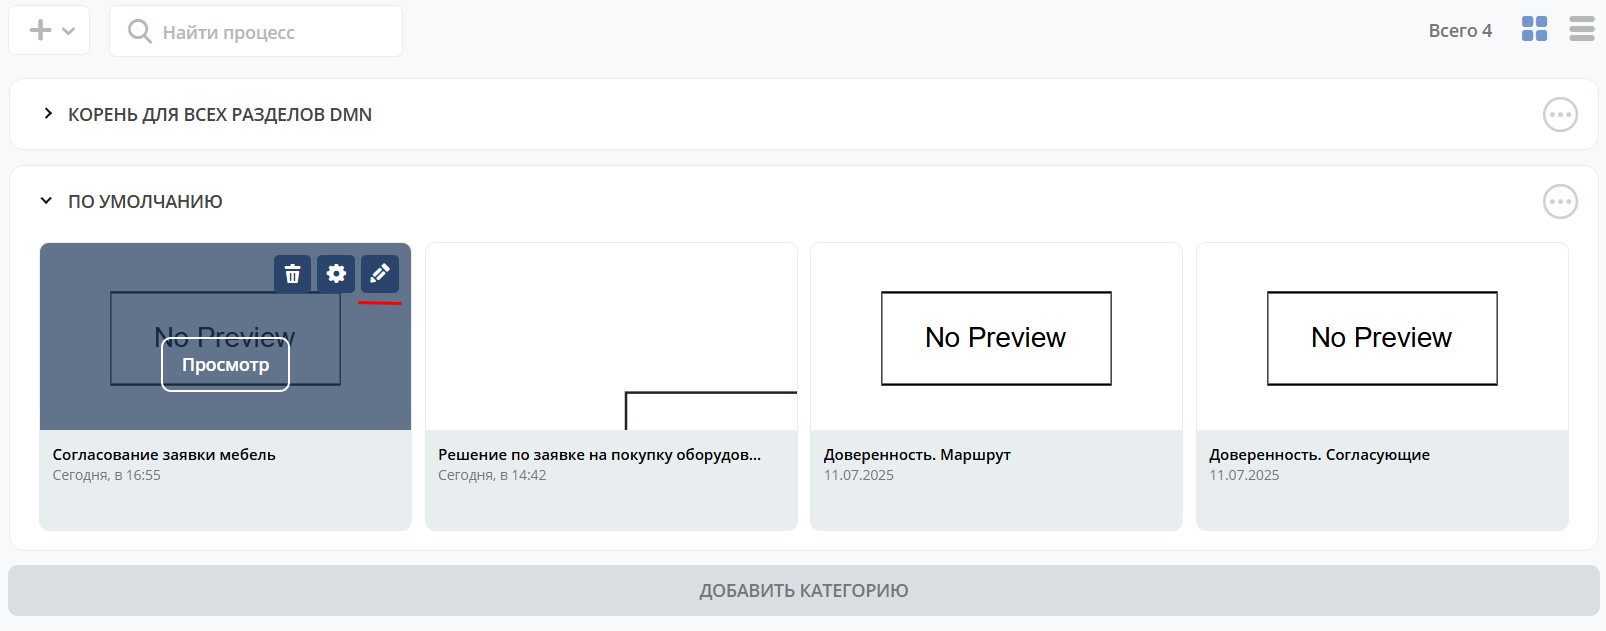 Найти процесс
Всего 4
КОРЕНЬ ДЛЯ ВСЕХ РАЗДЕЛОВ DMN
ПО УМОЛЧАНИЮ
No Preview
Просмотр
Согласование заявки мебель
Сегодня, в 16:55
Решение по заявке на покупку оборудов...
Сегодня, в 14:42
No Preview
Доверенность. Маршрут
11.07.2025
No Preview
Доверенность. Согласующие
11.07.2025
ДОБАВИТЬ КАТЕГОРИЮ